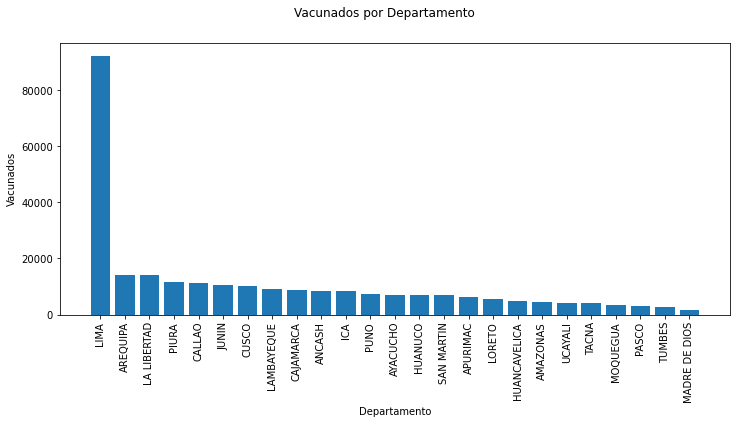 Vacunados por Departamento
Vacunados
80000
60000
40000
20000
0
LIMA
AREQUIPA
LA LIBERTAD
PIURA
CALLAO
JUNIN
CUSCO
LAMBAYEQUE
CAJAMARCA
ANCASH
ICA
PUNO
AYACUCHO
HUANUCO
SAN MARTIN
APURIMAC
LORETO
HUANCAVELICA
AMAZONAS
UCAYALI
TACNA
MOQUEGUA
PASCO
TUMBES
MADRE DE DIOS
Departamento